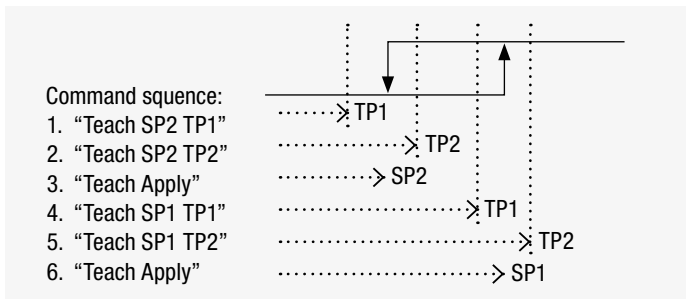 Command squence:
1. "Teach SP2 TP1"
TP1
2. "Teach SP2 TP2"
TP2
3. "Teach Apply"
SP2
4. "Teach SP1 TP1"
TP1
5. "Teach SP1 TP2"
TP2
6. "Teach Apply"
SP1